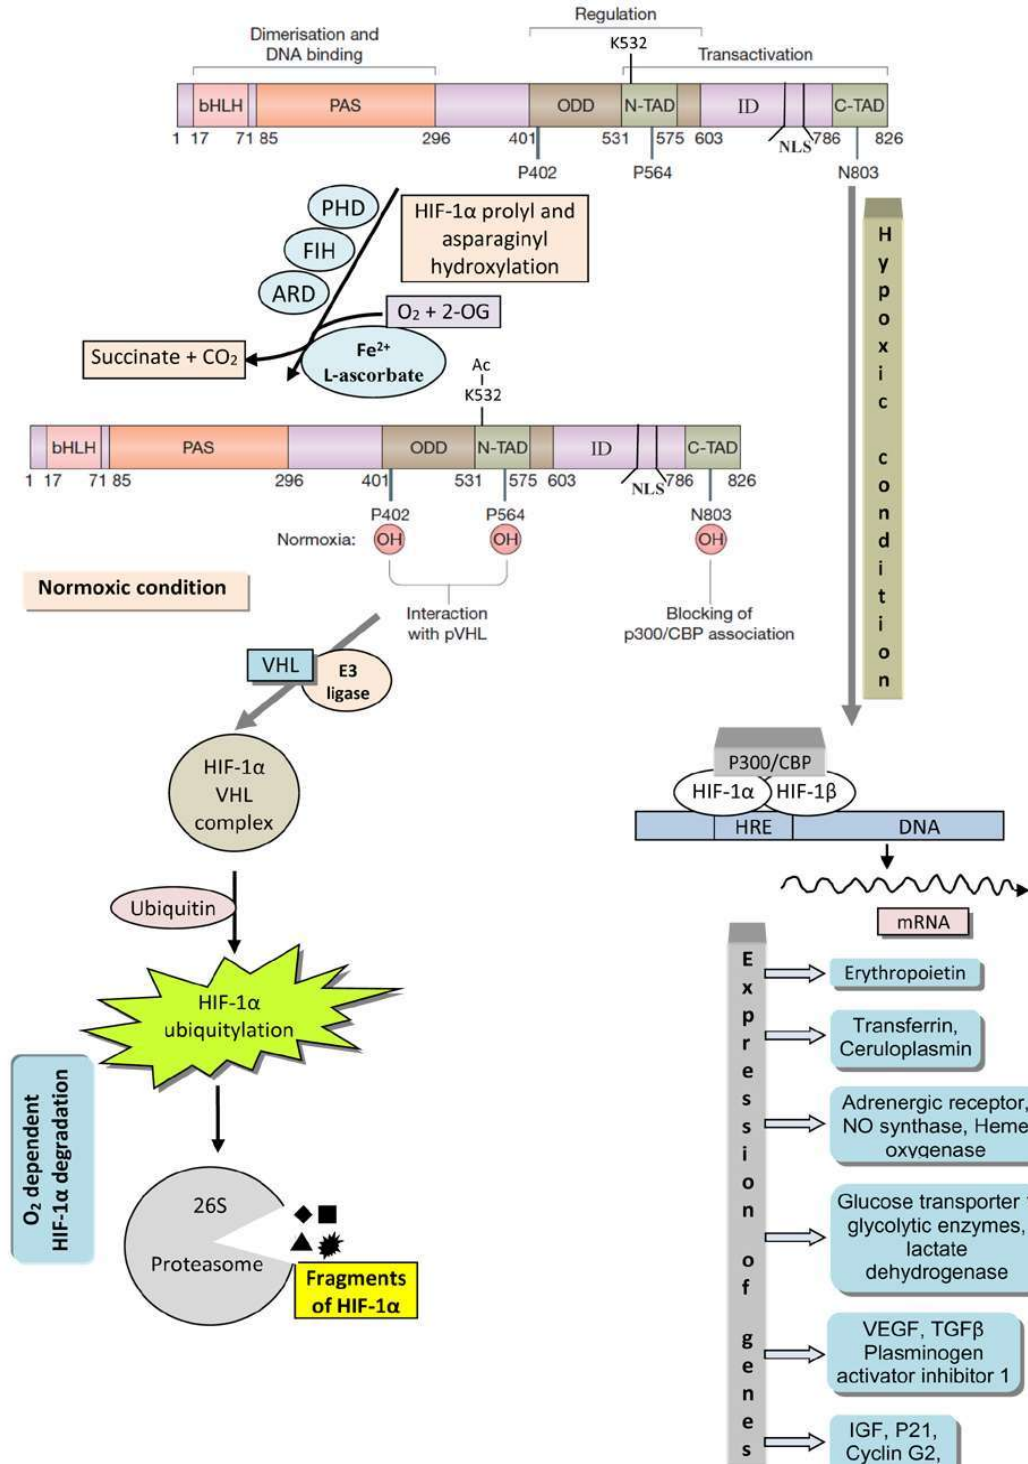 Regulation
Dimerisation and
DNA binding
K532
Transactivation
bHLH
PAS
ODD
N-TAD
ID
C-TAD
1 17 71 85 296 401 531 575 603 NLS 786 826
P402
P564
N803
PHD
FIH
ARD
HIF-1α prolyl and
asparaginyl
hydroxylation
O₂ + 2-OG
Succinate + CO₂
Fe²⁺
L-ascorbate
Hypoxic condition
Ac
K532
bHLH
PAS
ODD
N-TAD
ID
C-TAD
1 17 71 85 296 401 531 575 603 NLS 786 826
P402
P564
N803
Normoxia:
OH
OH
OH
Normoxic condition
Interaction
with pVHL
Blocking of
p300/CBP association
VHL
E3
ligase
HIF-1α
VHL
complex
P300/CBP
HIF-1α
HIF-1β
HRE
DNA
mRNA
Ubiquitin
HIF-1α
ubiquitylation
O₂ dependent
HIF-1α degradation
26S
Proteasome
Fragments
of HIF-1α
Expression of genes
Erythropoietin
Transferrin,
Ceruloplasmin
Adrenergic receptor,
NO synthase, Heme
oxygenase
Glucose transporter
glycolytic enzymes,
lactate
dehydrogenase
VEGF, TGFβ
Plasminogen
activator inhibitor 1
IGF, P21,
Cyclin G2,